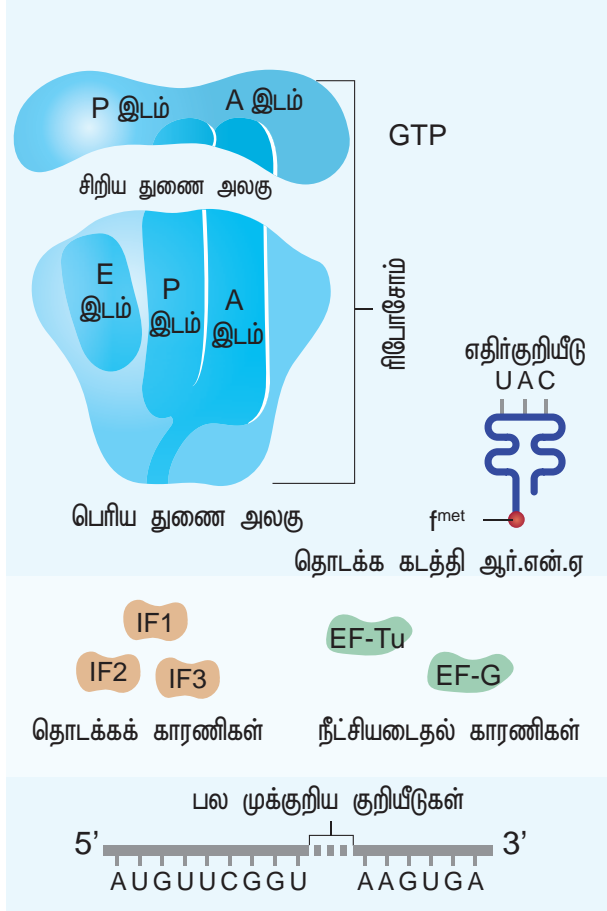 P இடம்
A இடம்
GTP
சிறிய துணை அலகு
E
இடம்
P
இடம்
A
இடம்
ரிபோசோம்
எதிர்குறியீடு
UAC
பெரிய துணை அலகு
fmet
தொடக்க கடத்தி ஆர்.என்.ஏ
IF1
IF2
IF3
EF-Tu
EF-G
தொடக்கக் காரணிகள்
நீட்சியடைதல் காரணிகள்
பல முக்குறிய குறியீடுகள்
5’
3’
AUGUUCGGU
AAGUGA